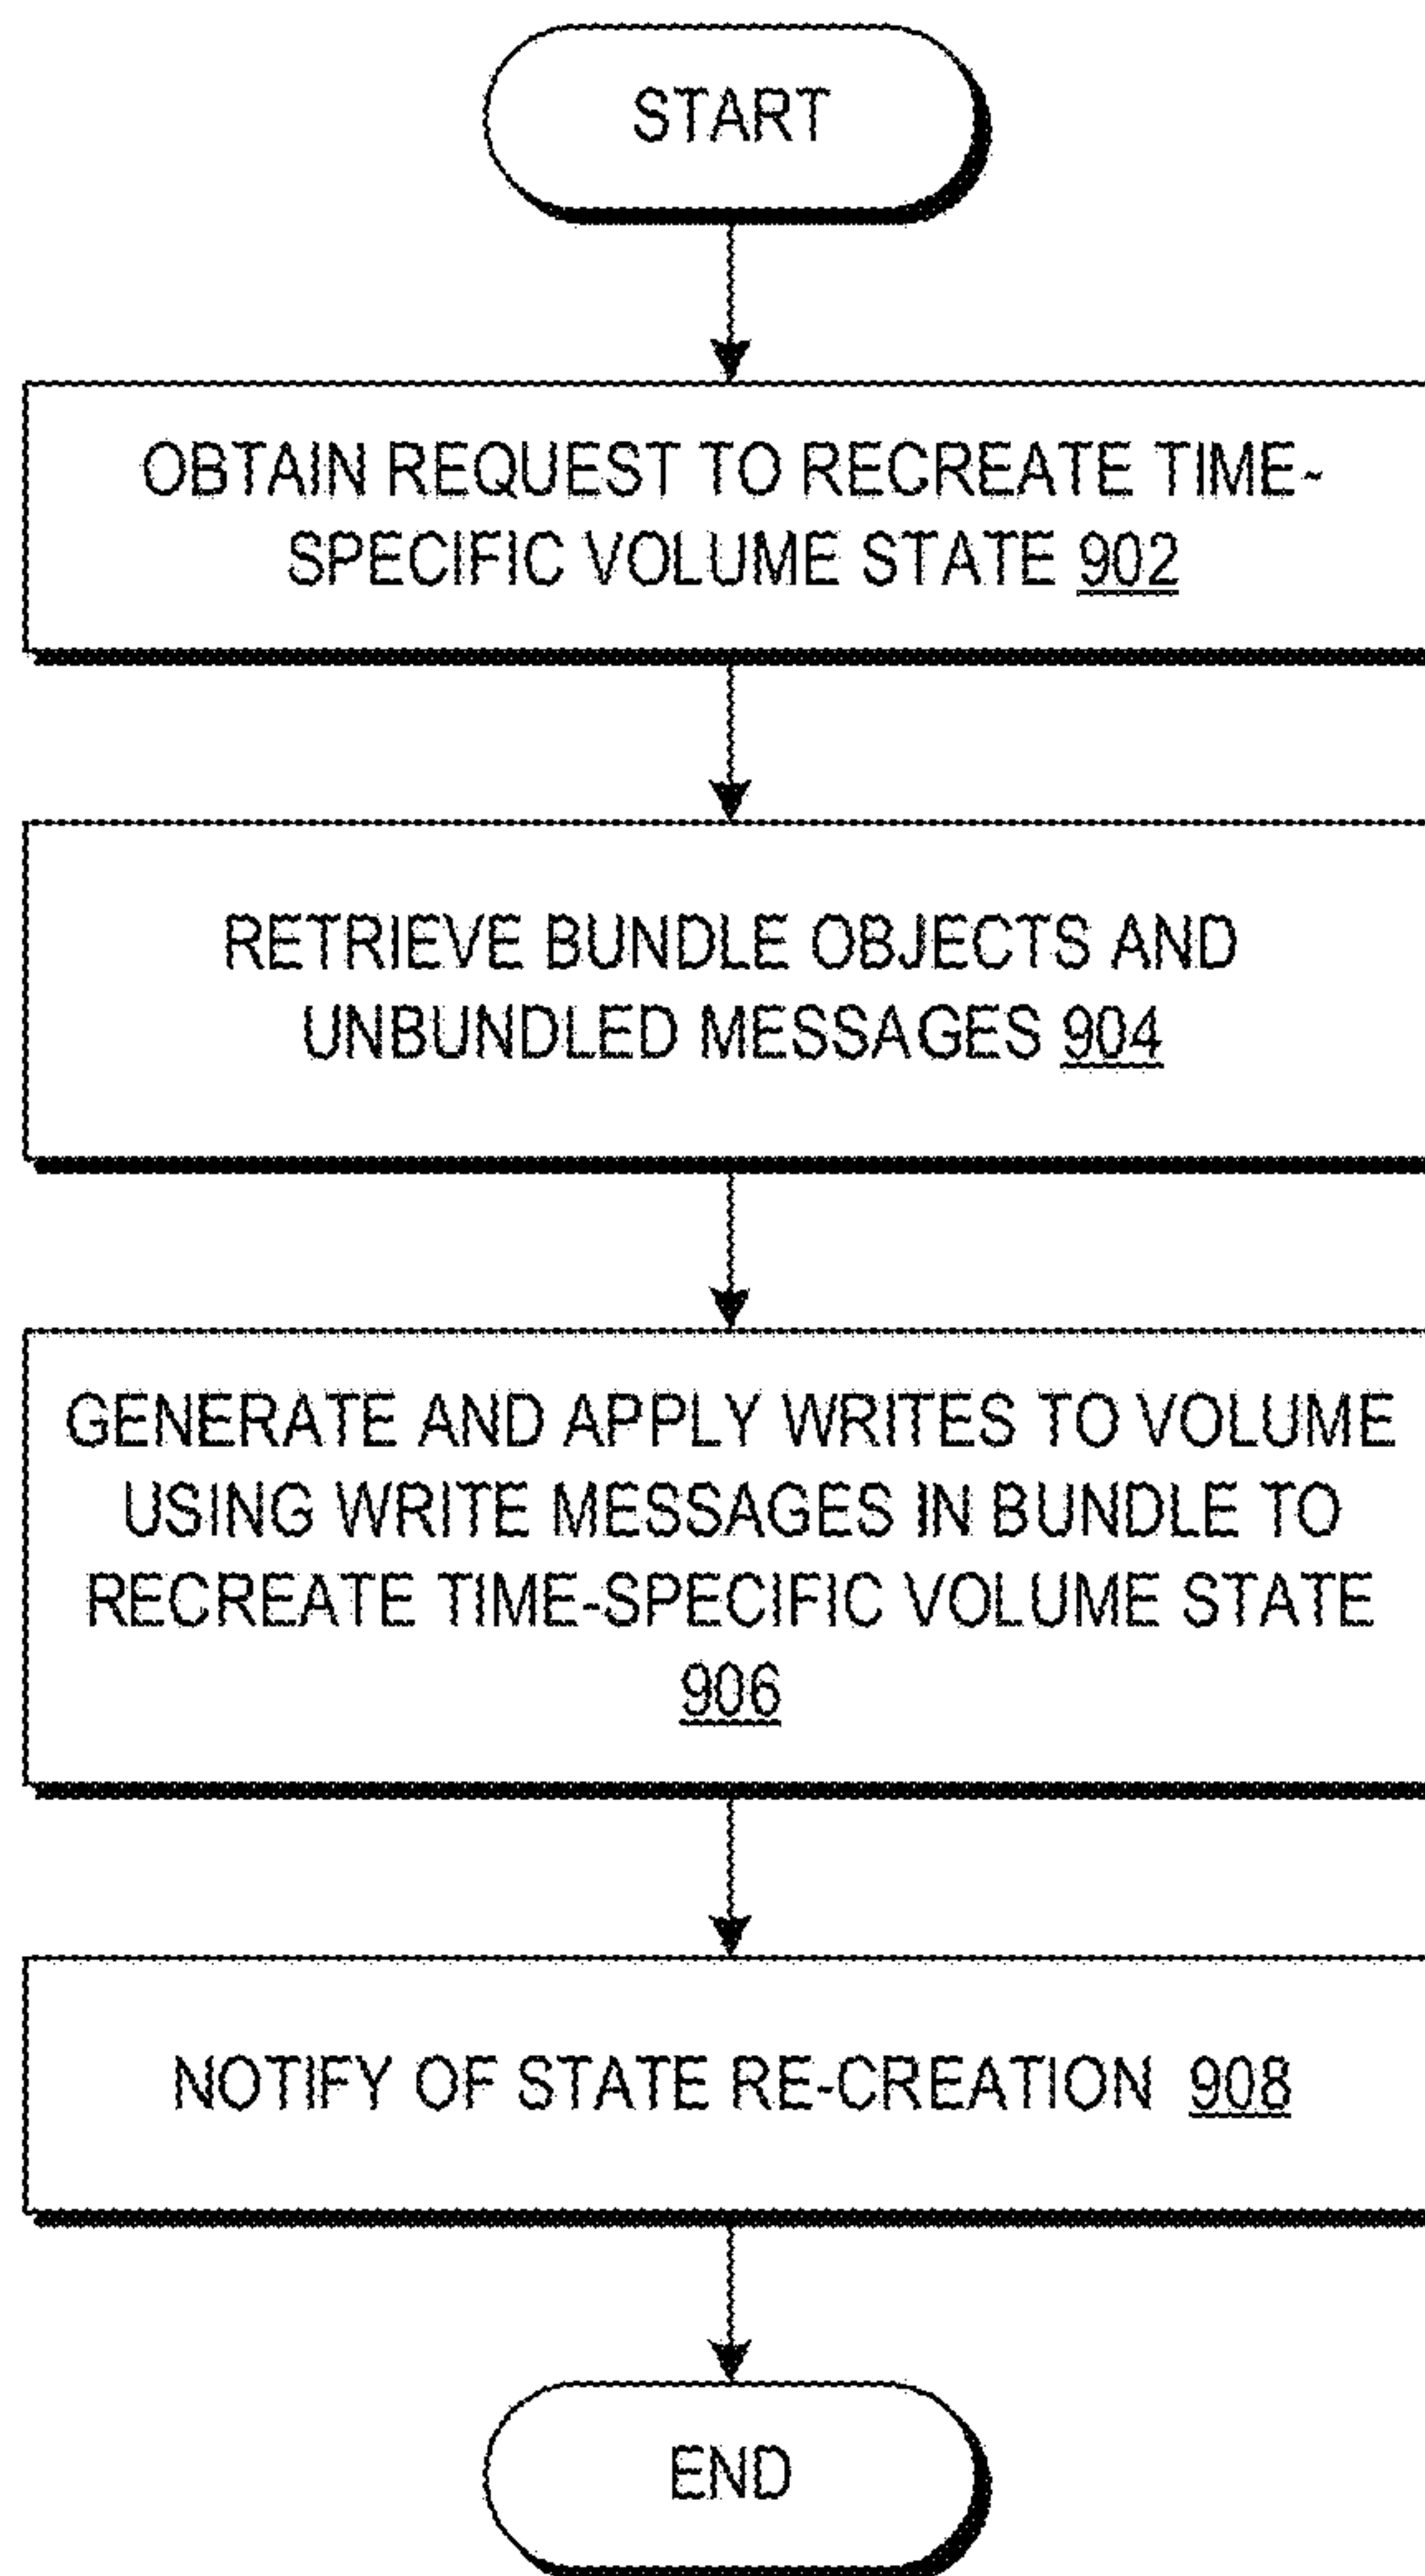 START
OBTAIN REQUEST TO RECREATE TIME-
SPECIFIC VOLUME STATE 902
RETRIEVE BUNDLE OBJECTS AND
UNBUNDLED MESSAGES 904
GENERATE AND APPLY WRITES TO VOLUME
USING WRITE MESSAGES IN BUNDLE TO
RECREATE TIME-SPECIFIC VOLUME STATE
906
NOTIFY OF STATE RE-CREATION 908
END